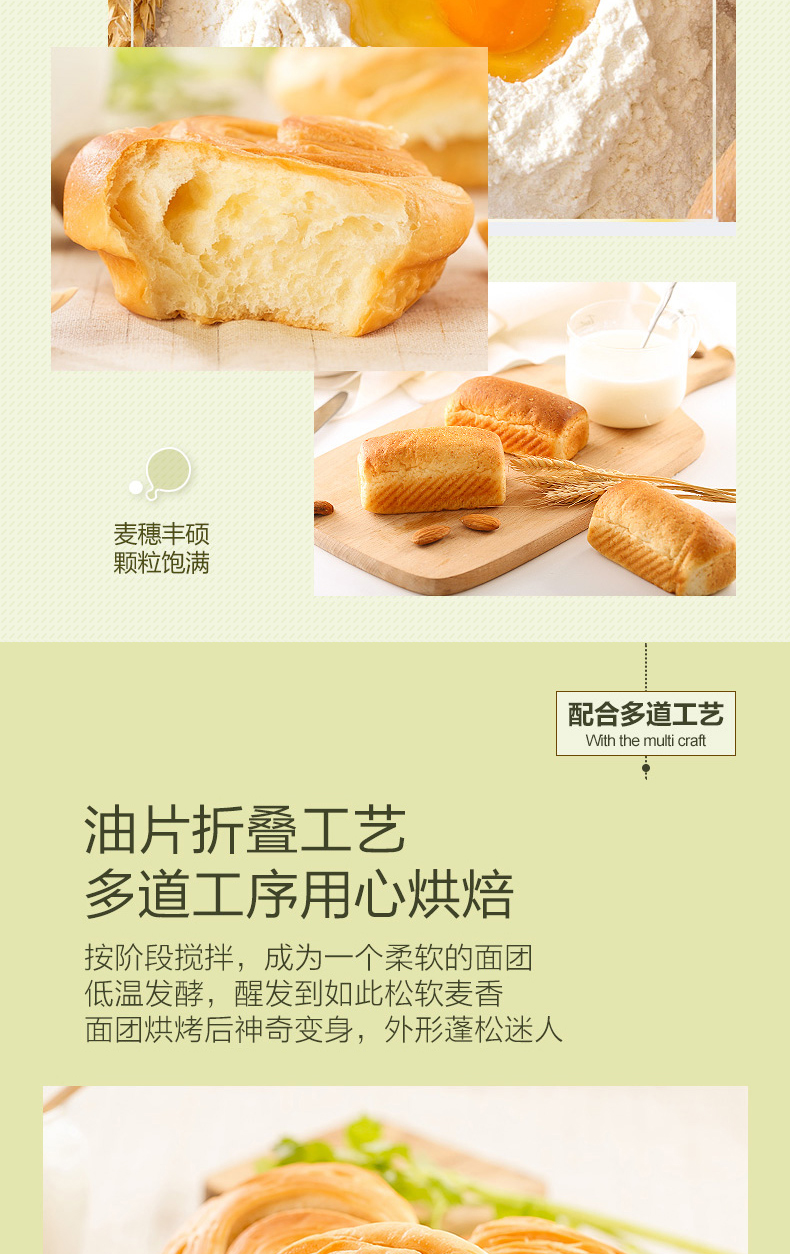 麦穗丰硕
颗粒饱满
配合多道工艺
With the multi craft
油片折叠工艺
多道工序用心烘焙
按阶段搅拌，成为一个柔软的面团
低温发酵，醒发到如此松软麦香
面团烘烤后神奇变身，外形蓬松迷人